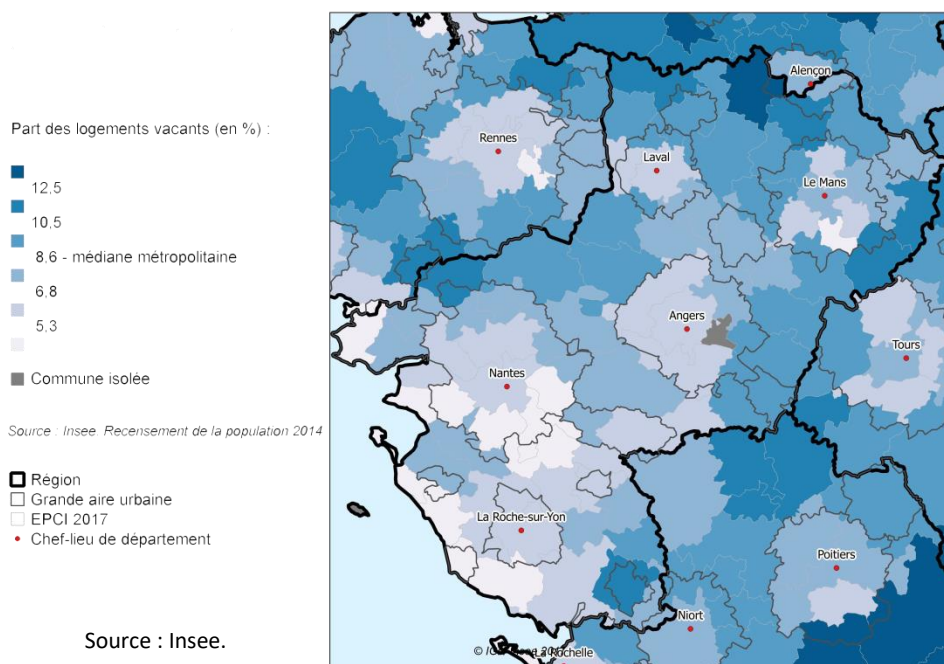 Part des logements vacants (en %) :
12,5
10,5
8,6 - médiane métropolitaine
6,8
5,3
Commune isolée
Source : Insee. Recensement de la population 2014
Région
Grande aire urbaine
EPCI 2017
Chef-lieu de département
Source : Insee.
Alençon
Rennes
Laval
Le Mans
Angers
Tours
Nantes
La Roche-sur-Yon
Poitiers
Niort
La Rochelle